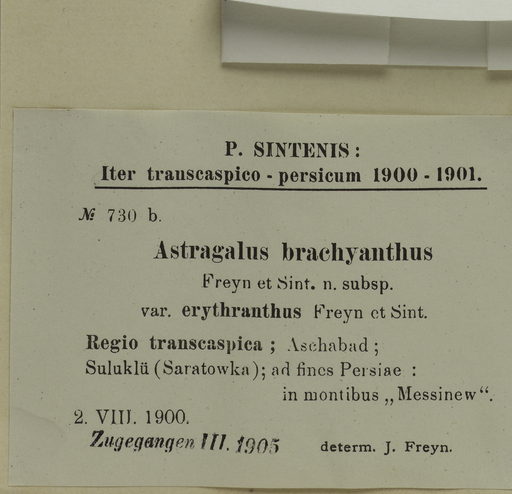 P. SINTENIS:
Iter transcaspico - persicum 1900 - 1901.
№ 730 b.
Astragalus brachyanthus
Freyn et Sint. n. subsp.
var. erythranthus Freyn et Sint.
Regio transcaspica ; Aschabad ;
Suluklü (Saratowka); ad fines Persiae :
in montibus „Messinew“.
2. VIII. 1900.
Zugegangen III. 1905
determ. J. Freyn.